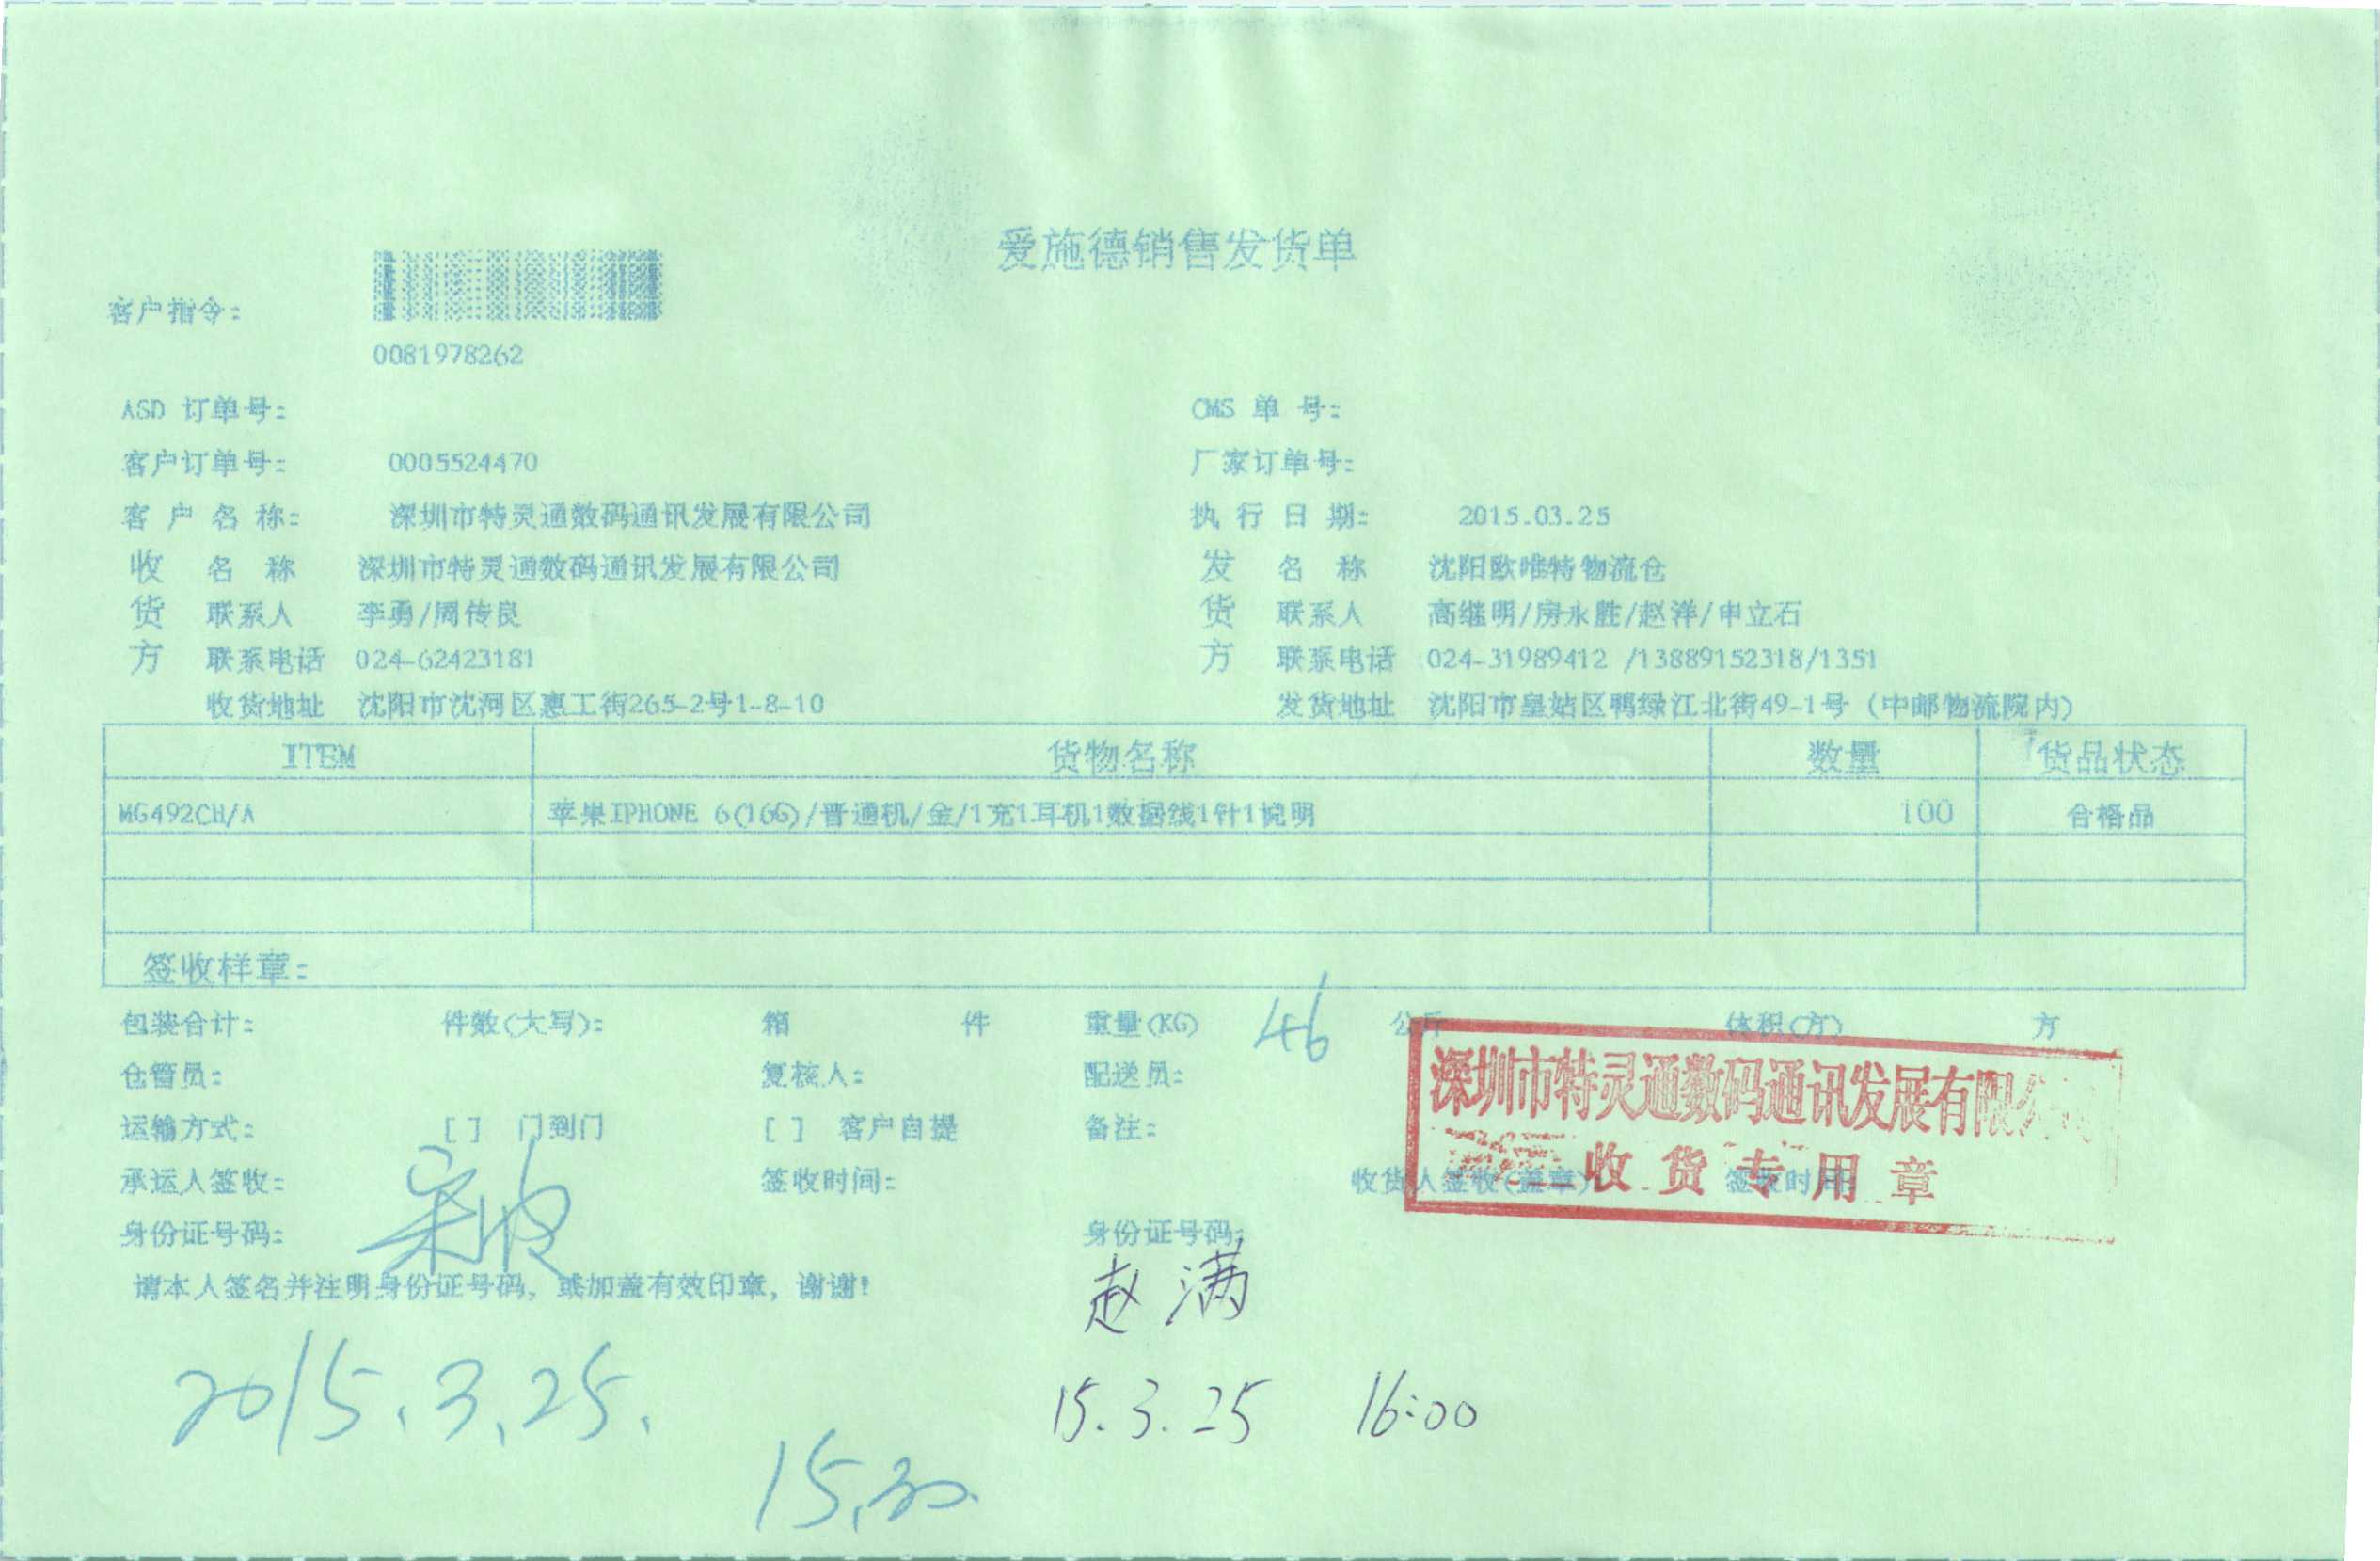 爱施德销售发货单
客户指令:
0081978262
ASD 订单号: CMS 单 号:
客户订单号: 0005524470 厂家订单号:
客 户 名 称: 深圳市特灵通数码通讯发展有限公司 执 行 日 期: 2015.03.25
收 名 称 深圳市特灵通数码通讯发展有限公司 发 名 称 沈阳欧唯特物流仓
货 联系人 李勇/周传良 货 联系人 高继明/房永胜/赵洋/申立石
方 联系电话 024-62423181 方 联系电话 024-31989412 /13889152318/1351
收货地址 沈阳市沈河区惠工街265-2号1-8-10 发货地址 沈阳市皇姑区鸭绿江北街49-1号 (中邮物流院内)
ITEM 货物名称 数量 货品状态
MG492CH/A 苹果IPHONE 6(16G)/普通机/金/1充1耳机1数据线1针1说明 100 合格品
签收样章:
包装合计: 件数(大写): 箱 件 重量(KG) 46 公斤 体积(方) 方
深圳市特灵通数码通讯发展有限公
仓管员: 复核人: 配送员:
运输方式: [ ] 门到门 [ ] 客户自提 备注:
收 货 专 用 章
承运人签收: 签收时间: 收货人签收(盖章) 签收时间:
身份证号码: 身份证号码:
请本人签名并注明身份证号码, 或加盖有效印章, 谢谢!
赵 满
2015.3.25. 15.3.25 16:00
15.30.